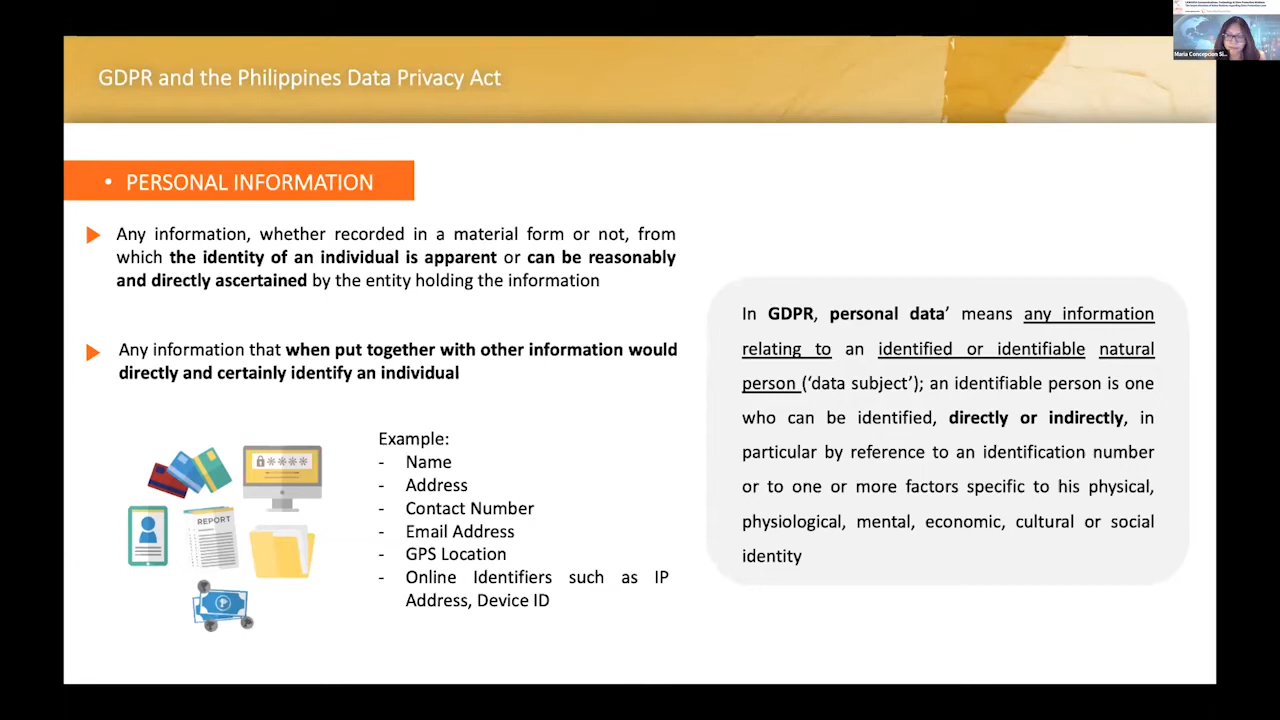 GDPR and the Philippines Data Privacy Act
• PERSONAL INFORMATION
Any information, whether recorded in a material form or not, from
which the identity of an individual is apparent or can be reasonably
and directly ascertained by the entity holding the information
Any information that when put together with other information would
directly and certainly identify an individual
Example:
- Name
- Address
- Contact Number
- Email Address
- GPS Location
- Online Identifiers such as IP
Address, Device ID
REPORT
In GDPR, personal data’ means any information
relating to an identified or identifiable natural
person (‘data subject’); an identifiable person is one
who can be identified, directly or indirectly, in
particular by reference to an identification number
or to one or more factors specific to his physical,
physiological, mental, economic, cultural or social
identity
Maria Concepcion Si...